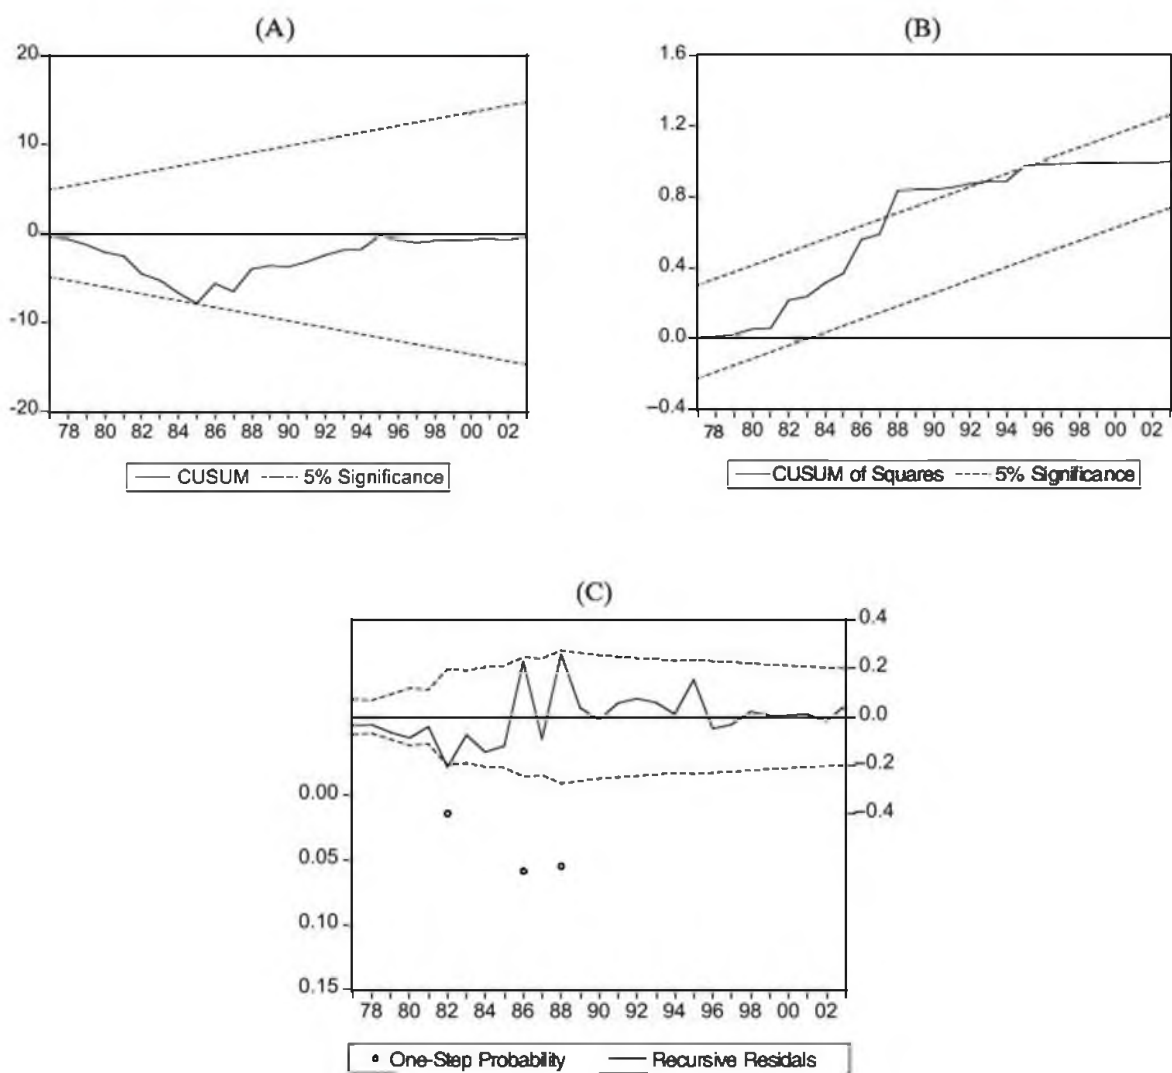 (A)
20
10
0
-10
-20
78 80 82 84 86 88 90 92 94 96 98 00 02
CUSUM 5% Significance
(B)
1.6
1.2
0.8
0.4
0.0
-0.4
78 80 82 84 86 88 90 92 94 96 98 00 02
CUSUM of Squares 5% Significance
(C)
0.4
0.2
0.0
-0.2
-0.4
0.00
0.05
0.10
0.15
78 80 82 84 86 88 90 92 94 96 98 00 02
One-Step Probability Recursive Residals